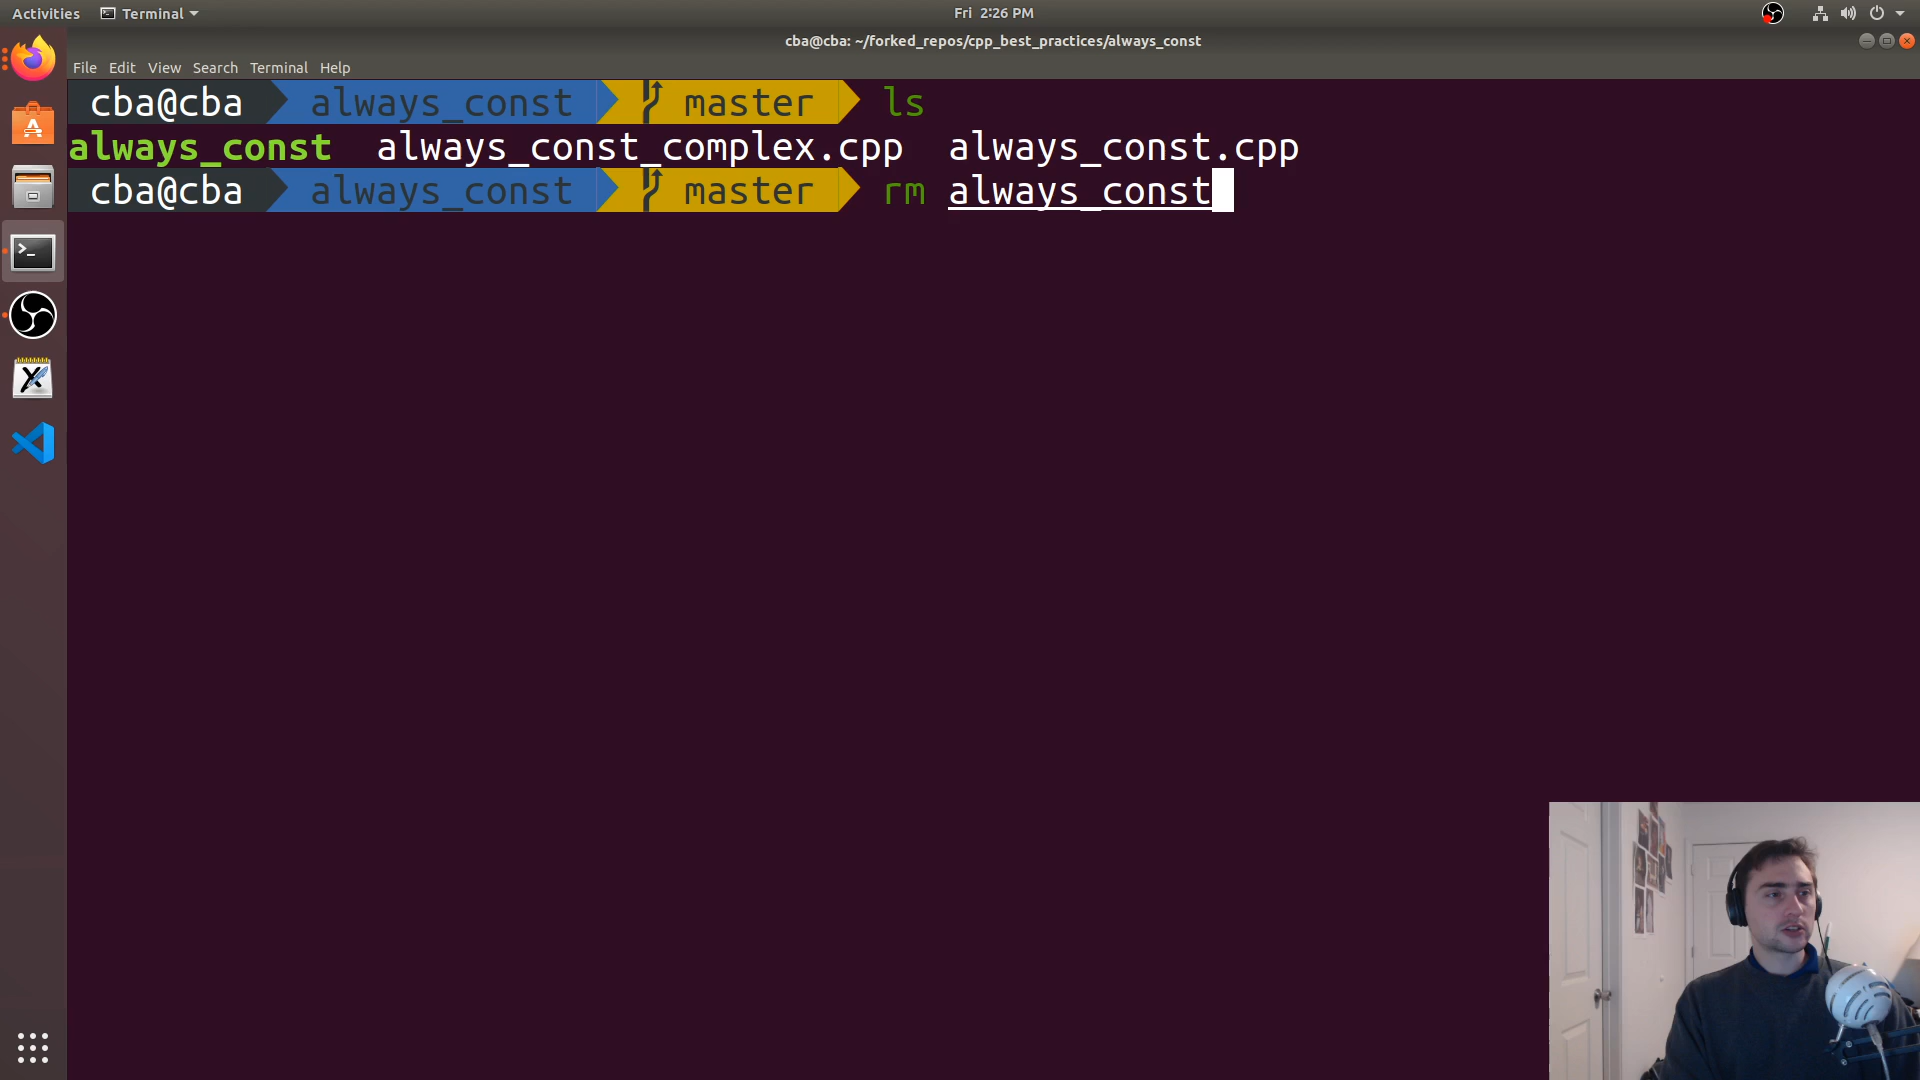 Activities Terminal Fri 2:26 PM
cba@cba: ~/forked_repos/cpp_best_practices/always_const
File Edit View Search Terminal Help
cba@cba always_const master ls
always_const always_const_complex.cpp always_const.cpp
cba@cba always_const master rm always_const